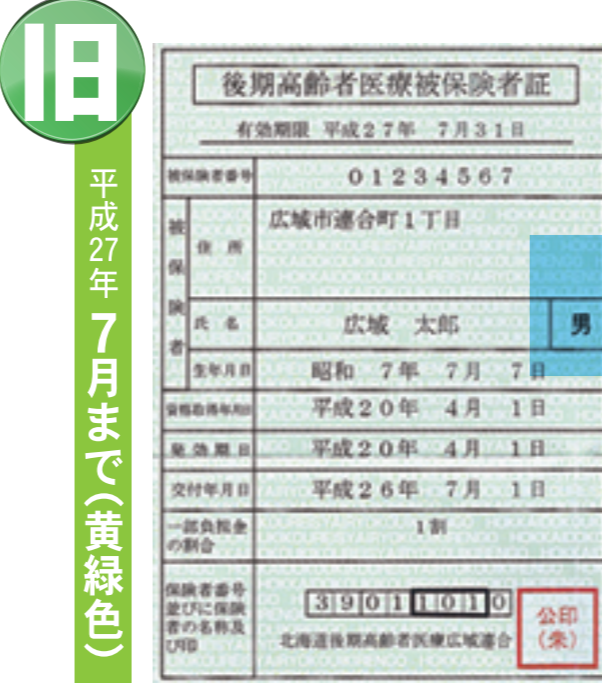 旧
平成27年7月まで(黄緑色)
後期高齢者医療被保険者証
有効期限 平成27年 7月31日
被保険者番号 01234567
被保険者
住所 広域市連合町1丁目
氏名 広域 太郎 男
生年月日 昭和 7年 7月 7日
資格取得年月日 平成20年 4月 1日
発効期日 平成20年 4月 1日
交付年月日 平成26年 7月 1日
一部負担金
の割合 1割
保険者番号
並びに保険
者の名称及
び印
39011010
北海道後期高齢者医療広域連合
公印
(朱)